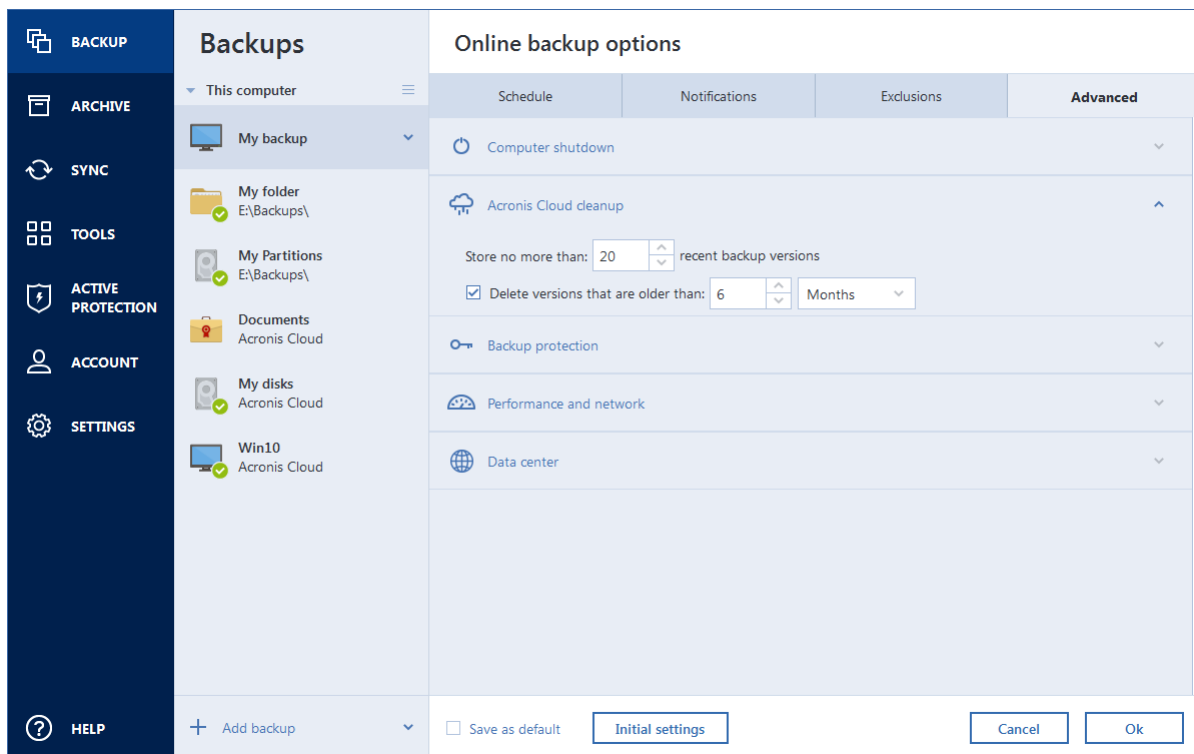 BACKUP
ARCHIVE
SYNC
TOOLS
ACTIVE
PROTECTION
ACCOUNT
SETTINGS
HELP
Backups
This computer
My backup
My folder
E:\Backups\
My Partitions
E:\Backups\
Documents
Acronis Cloud
My disks
Acronis Cloud
Win10
Acronis Cloud
Add backup
Online backup options
Schedule Notifications Exclusions Advanced
Computer shutdown
Acronis Cloud cleanup
Store no more than: 20 recent backup versions
Delete versions that are older than: 6 Months
Backup protection
Performance and network
Data center
Save as default Initial settings Cancel Ok